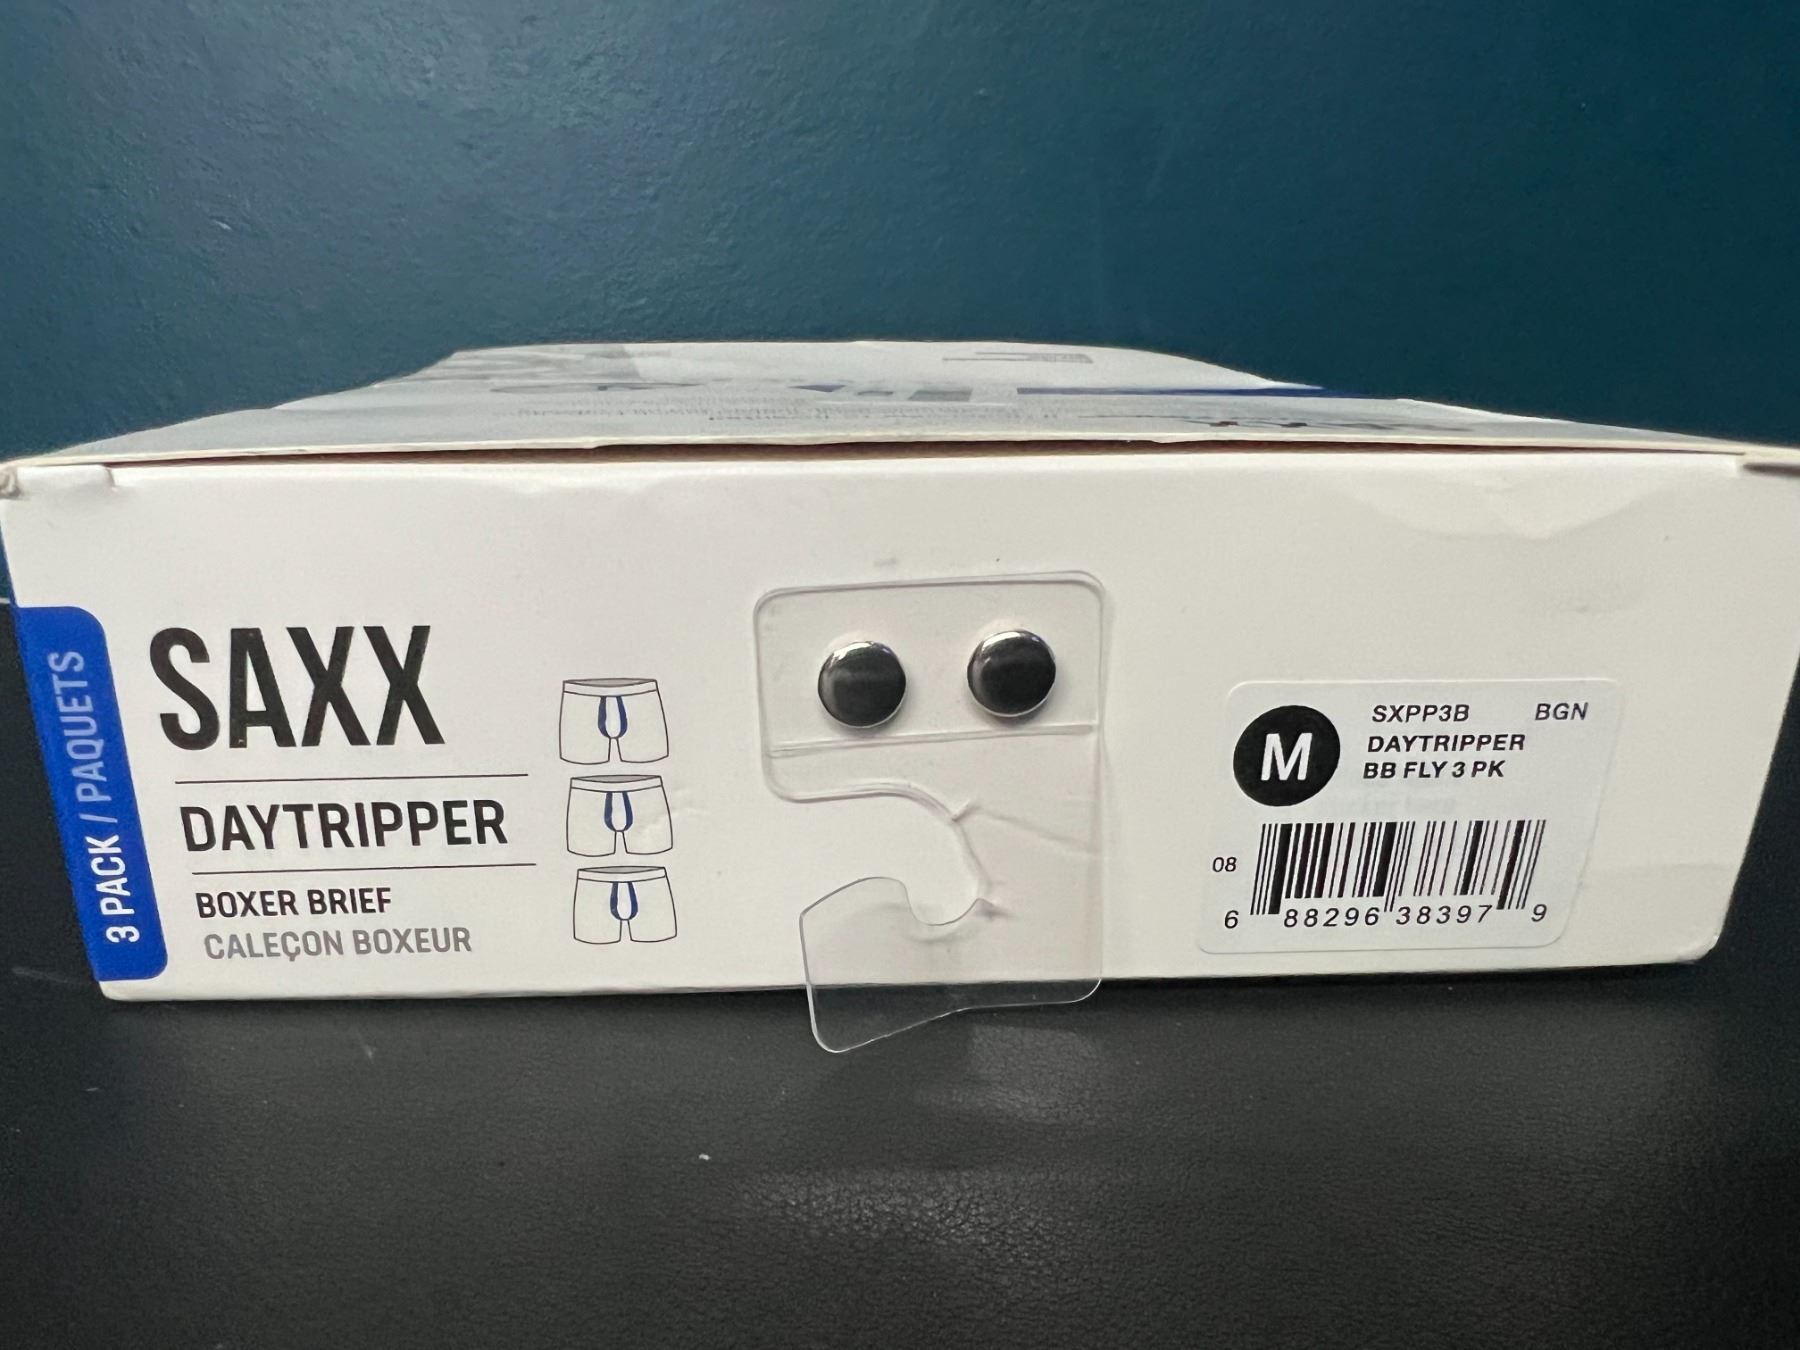 3 PACK / PAQUETS
SAXX
DAYTRIPPER
BOXER BRIEF
CALEÇON BOXEUR
M
SXPP3B BGN
DAYTRIPPER
BB FLY 3 PK
08
6 88296 38397 9